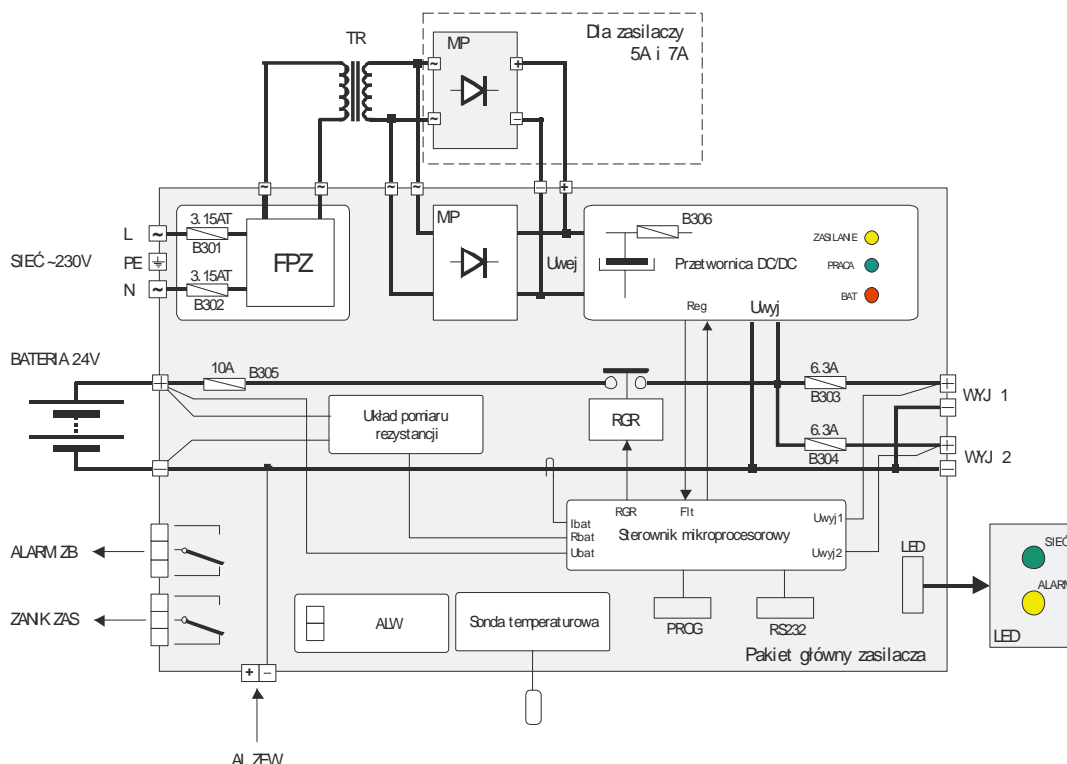 Dla zasilaczy
5A i 7A
TR
MP
~
+
~
–
~
~
~
~
–
+
SIEĆ ~230V
L
~
PE
N
~
3.15AT
B301
3.15AT
B302
FPZ
MP
Uwej
B306
Przetwornica DC/DC
ZASILANIE
PRACA
BAT
Reg
Uwyj
BATERIA 24V
+
10A
B305
Układ pomiaru
rezystancji
RGR
6.3A
B303
6.3A
B304
+
WYJ 1
–
+
WYJ 2
–
–
RGR
Flt
Ibat
Rbat
Ubat
Sterownik mikroprocesorowy
Uwyj1
Uwyj2
ALARM ZB
ZANIK ZAS
ALW
Sonda temperaturowa
PROG
RS232
LED
SIEĆ
ALARM
LED
Pakiet główny zasilacza
+ –
AL ZEW